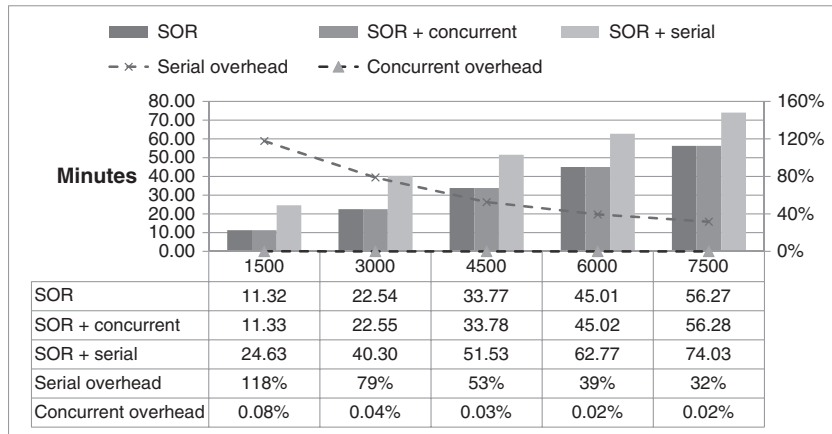 SOR SOR + concurrent SOR + serial
Serial overhead Concurrent overhead
80.00 160%
70.00
60.00 120%
50.00
Minutes
40.00 80%
30.00
20.00 40%
10.00
0.00 0%
1500 3000 4500 6000 7500
SOR 11.32 22.54 33.77 45.01 56.27
SOR + concurrent 11.33 22.55 33.78 45.02 56.28
SOR + serial 24.63 40.30 51.53 62.77 74.03
Serial overhead 118% 79% 53% 39% 32%
Concurrent overhead 0.08% 0.04% 0.03% 0.02% 0.02%